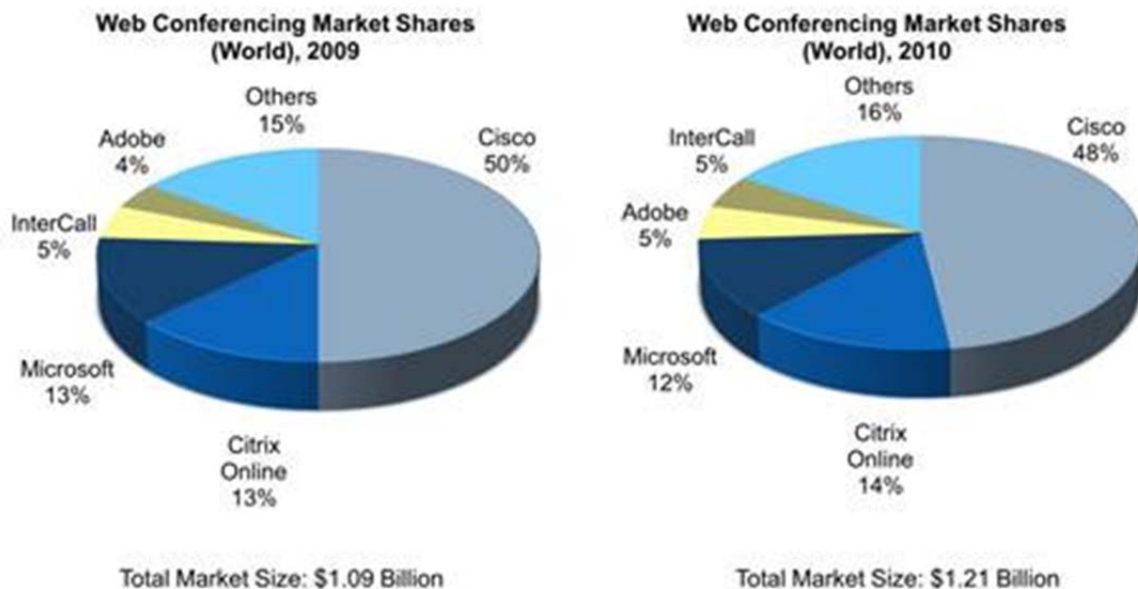 Web Conferencing Market Shares
(World), 2009
Others
15%
Adobe
4%
Cisco
50%
InterCall
5%
Microsoft
13%
Citrix
Online
13%
Total Market Size: $1.09 Billion
Web Conferencing Market Shares
(World), 2010
Others
16%
InterCall
5%
Cisco
48%
Adobe
5%
Microsoft
12%
Citrix
Online
14%
Total Market Size: $1.21 Billion